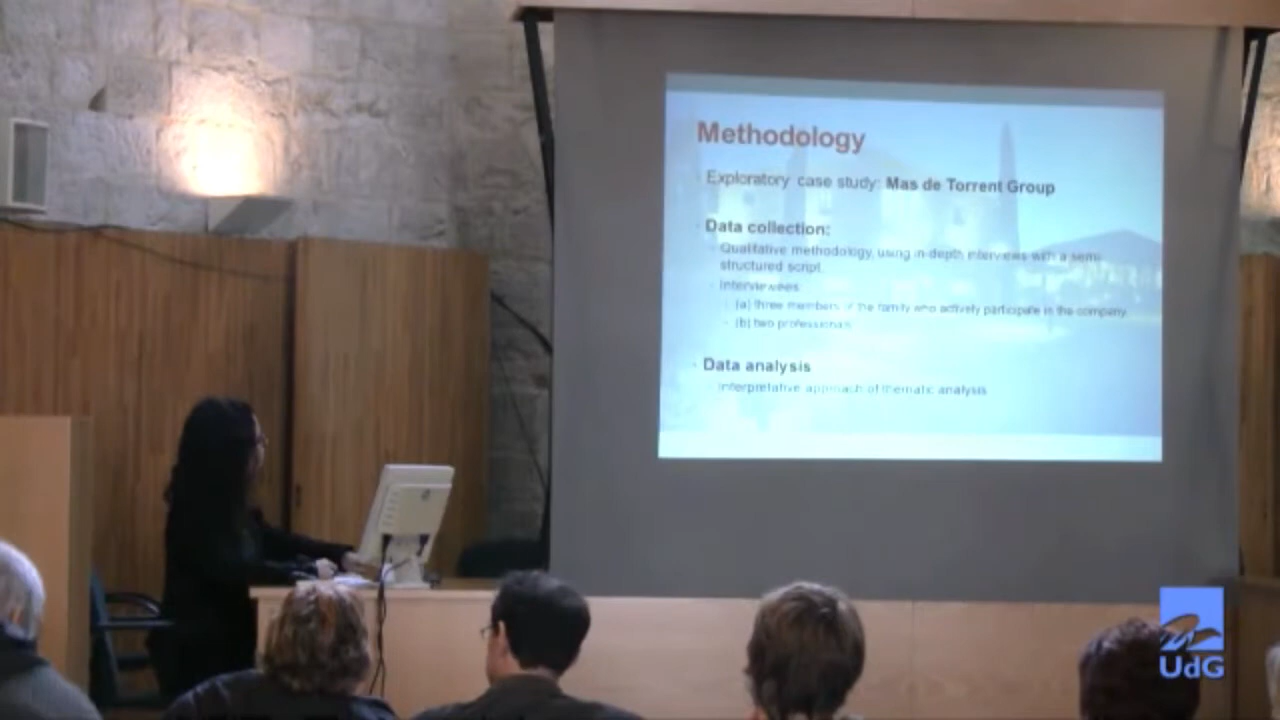 Methodology
Exploratory case study: Mas de Torrent Group
Data collection:
Qualitative methodology, using in-depth interviews with a semi-
structured script.
Interviewees
(a) three members of the family who actively participate in the company.
(b) two professionals
Data analysis
Interpretative approach of thematic analysis
UdG